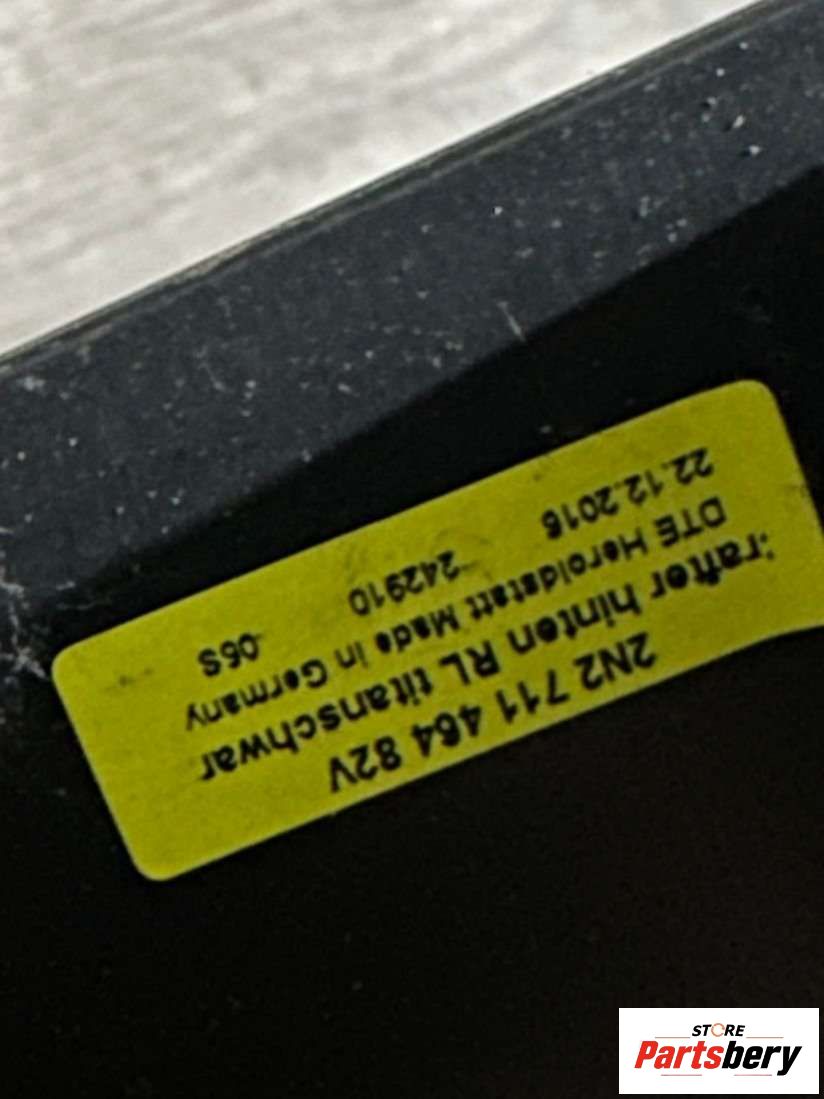 2N2 711 464 82V
rafter hinten RL titanschwar
DTE Heroldstatt Made in Germany
22.12.2016 242910 06S
STORE
Partsbery